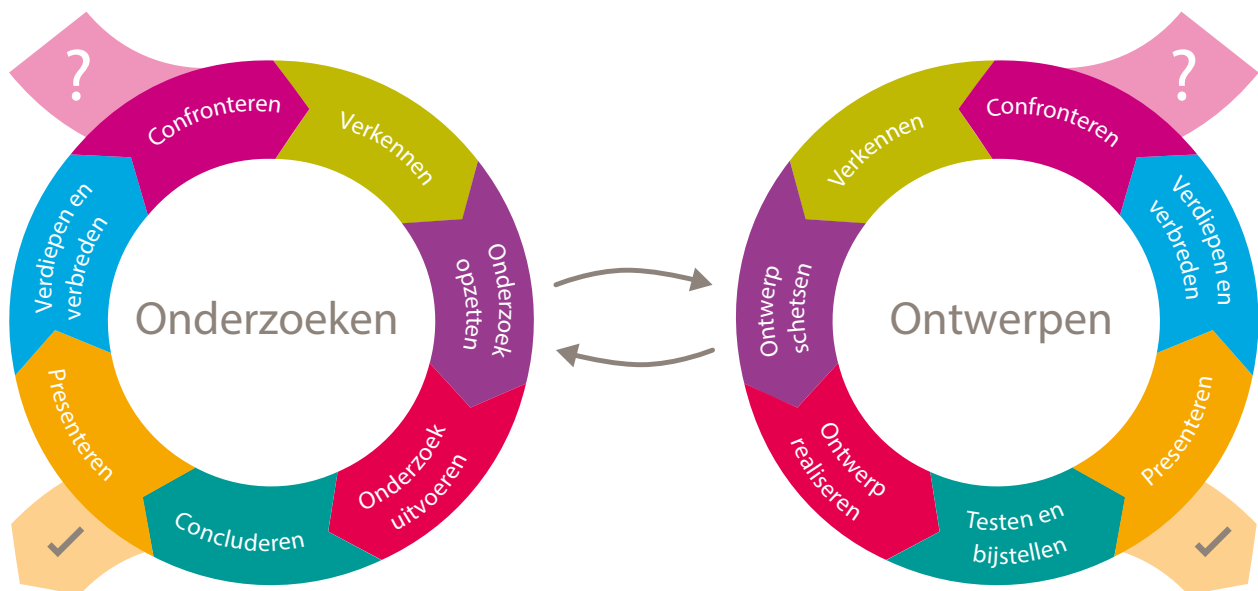 ?
Confronteren
Verkennen
Onderzoek
opzetten
Onderzoek
uitvoeren
Concluderen
Presenteren
Verdiepen en
verbreden
Onderzoeken
?
Confronteren
Verkennen
Ontwerp
schetsen
Ontwerp
realiseren
Testen en
bijstellen
Presenteren
Verdiepen en
verbreden
Ontwerpen